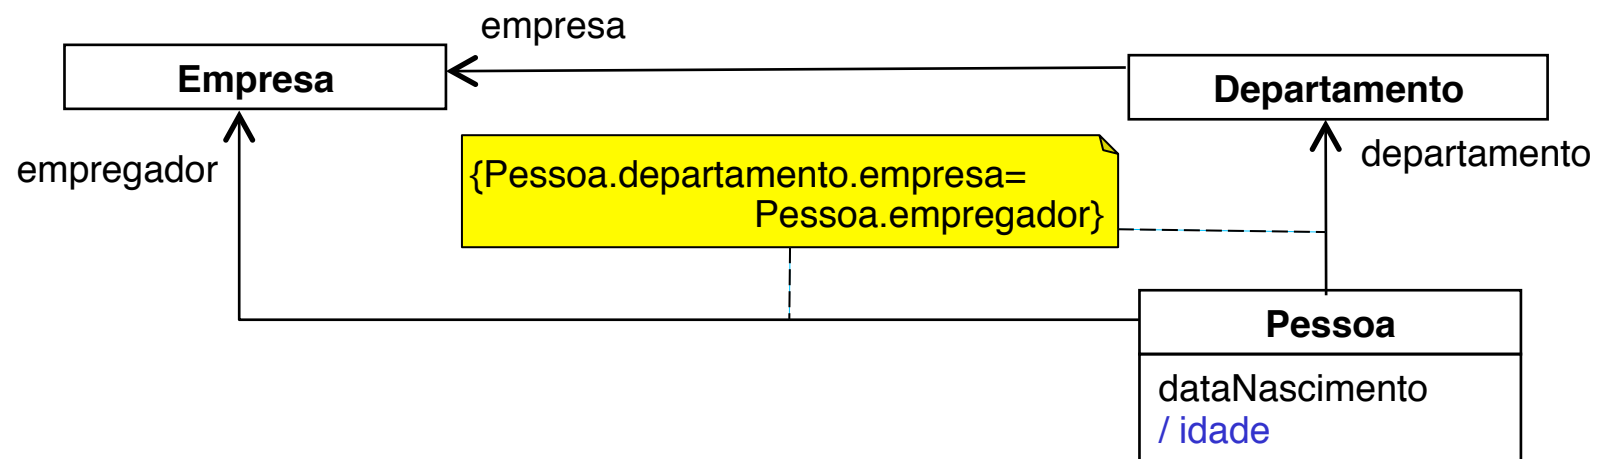 empresa
Empresa
Departamento
empregador
{Pessoa.departamento.empresa=
Pessoa.empregador}
departamento
Pessoa
dataNascimento
/ idade